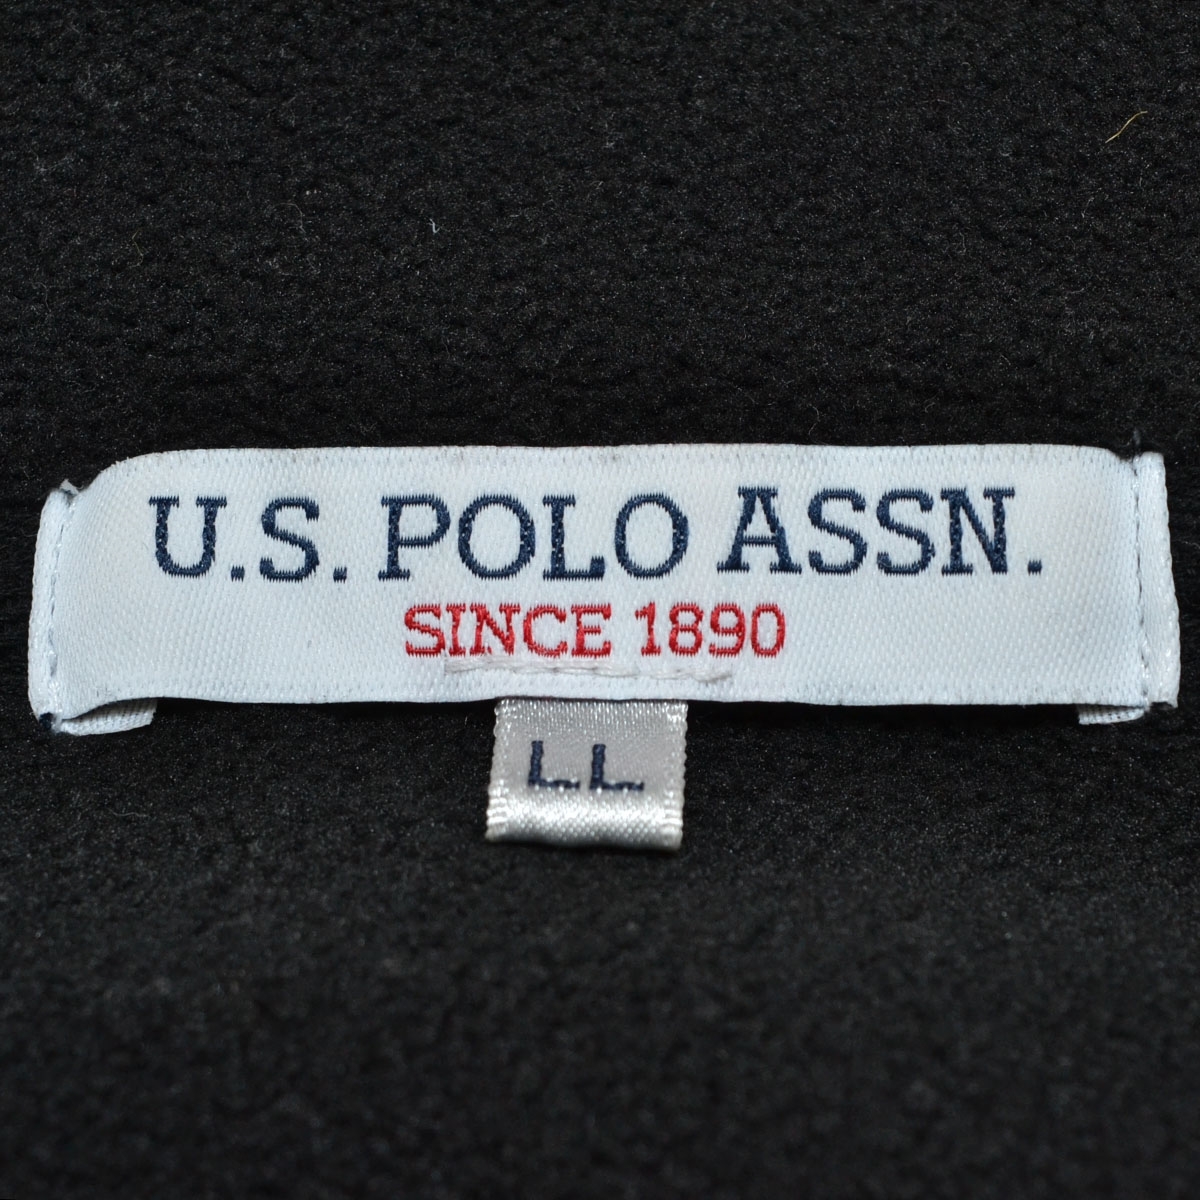 U.S. POLO ASSN.
SINCE 1890
LL